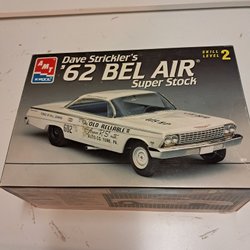 Dave Strickler's
'62 BEL AIR
Super Stock
SKILL LEVEL 2
AMT
ERTL
OLD RELIABLE